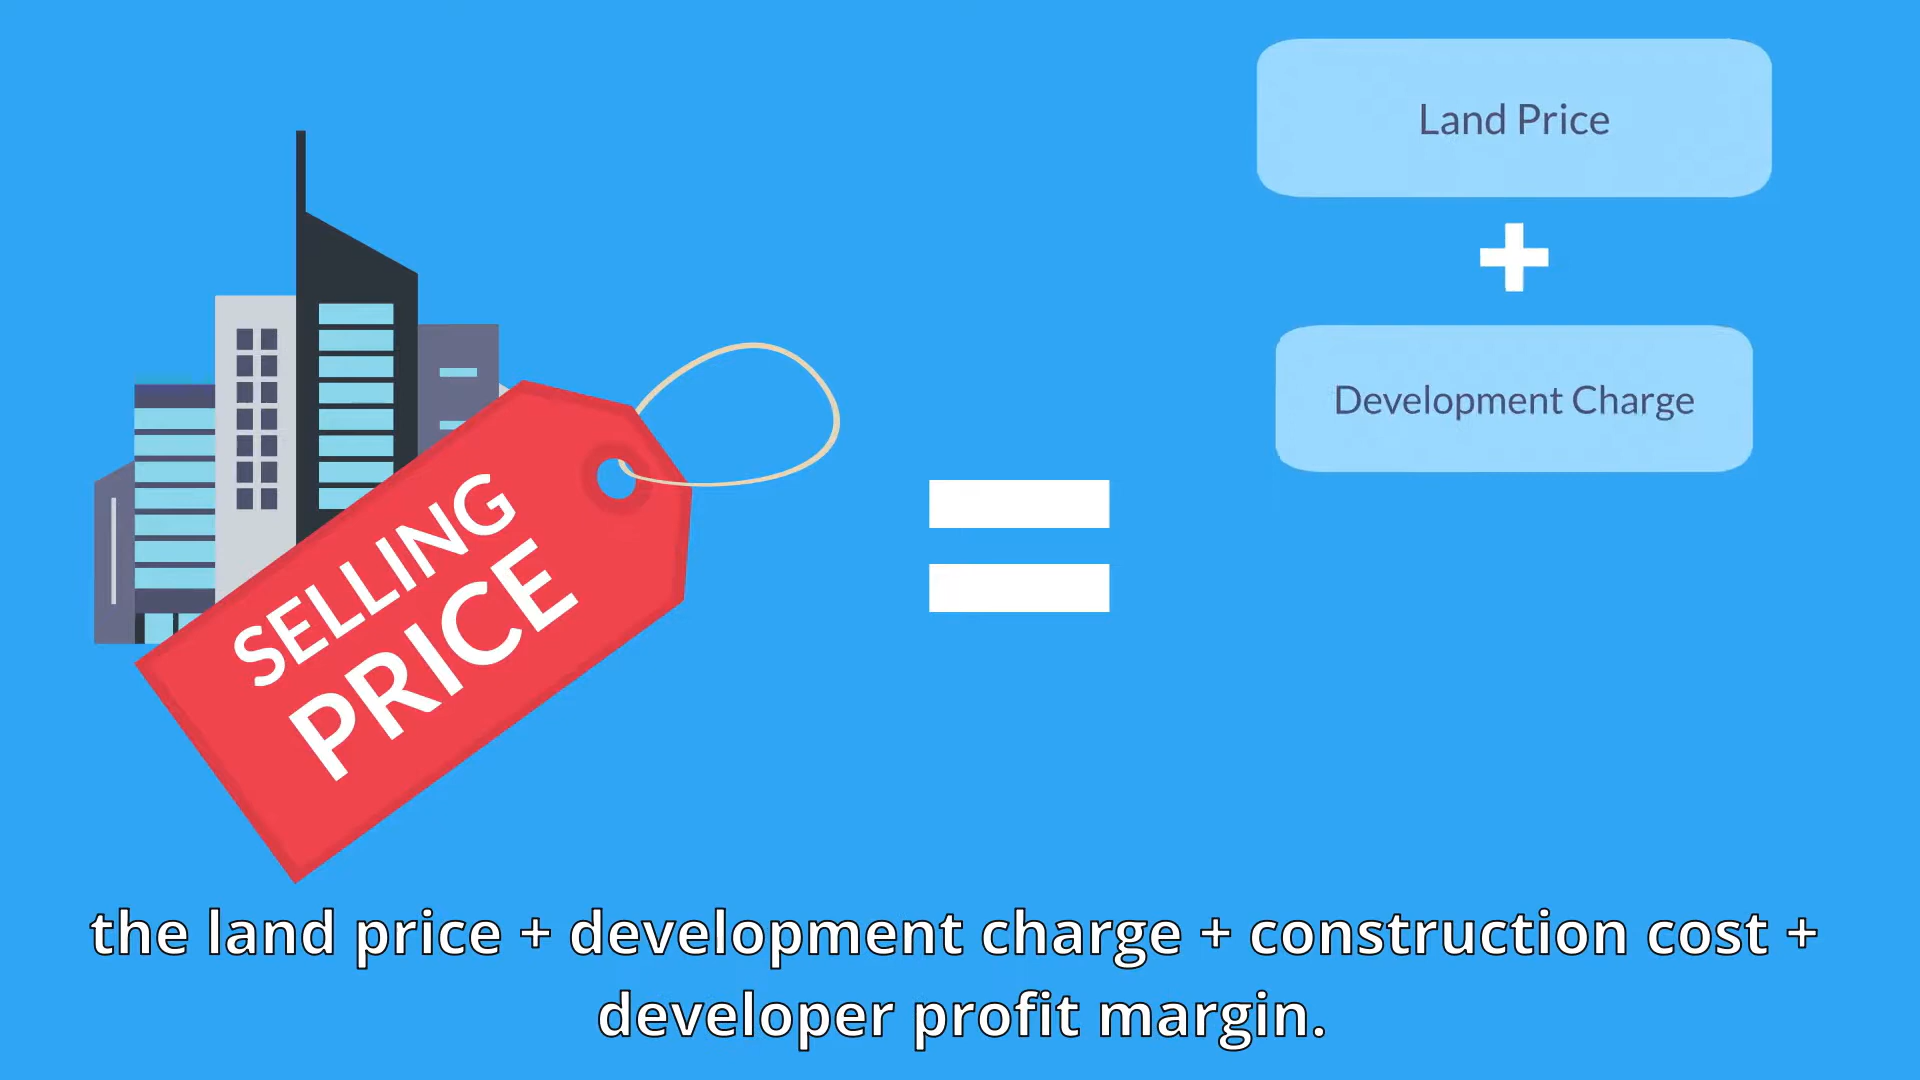 Land Price
+
Development Charge
=
SELLING
PRICE
the land price + development charge + construction cost +
developer profit margin.